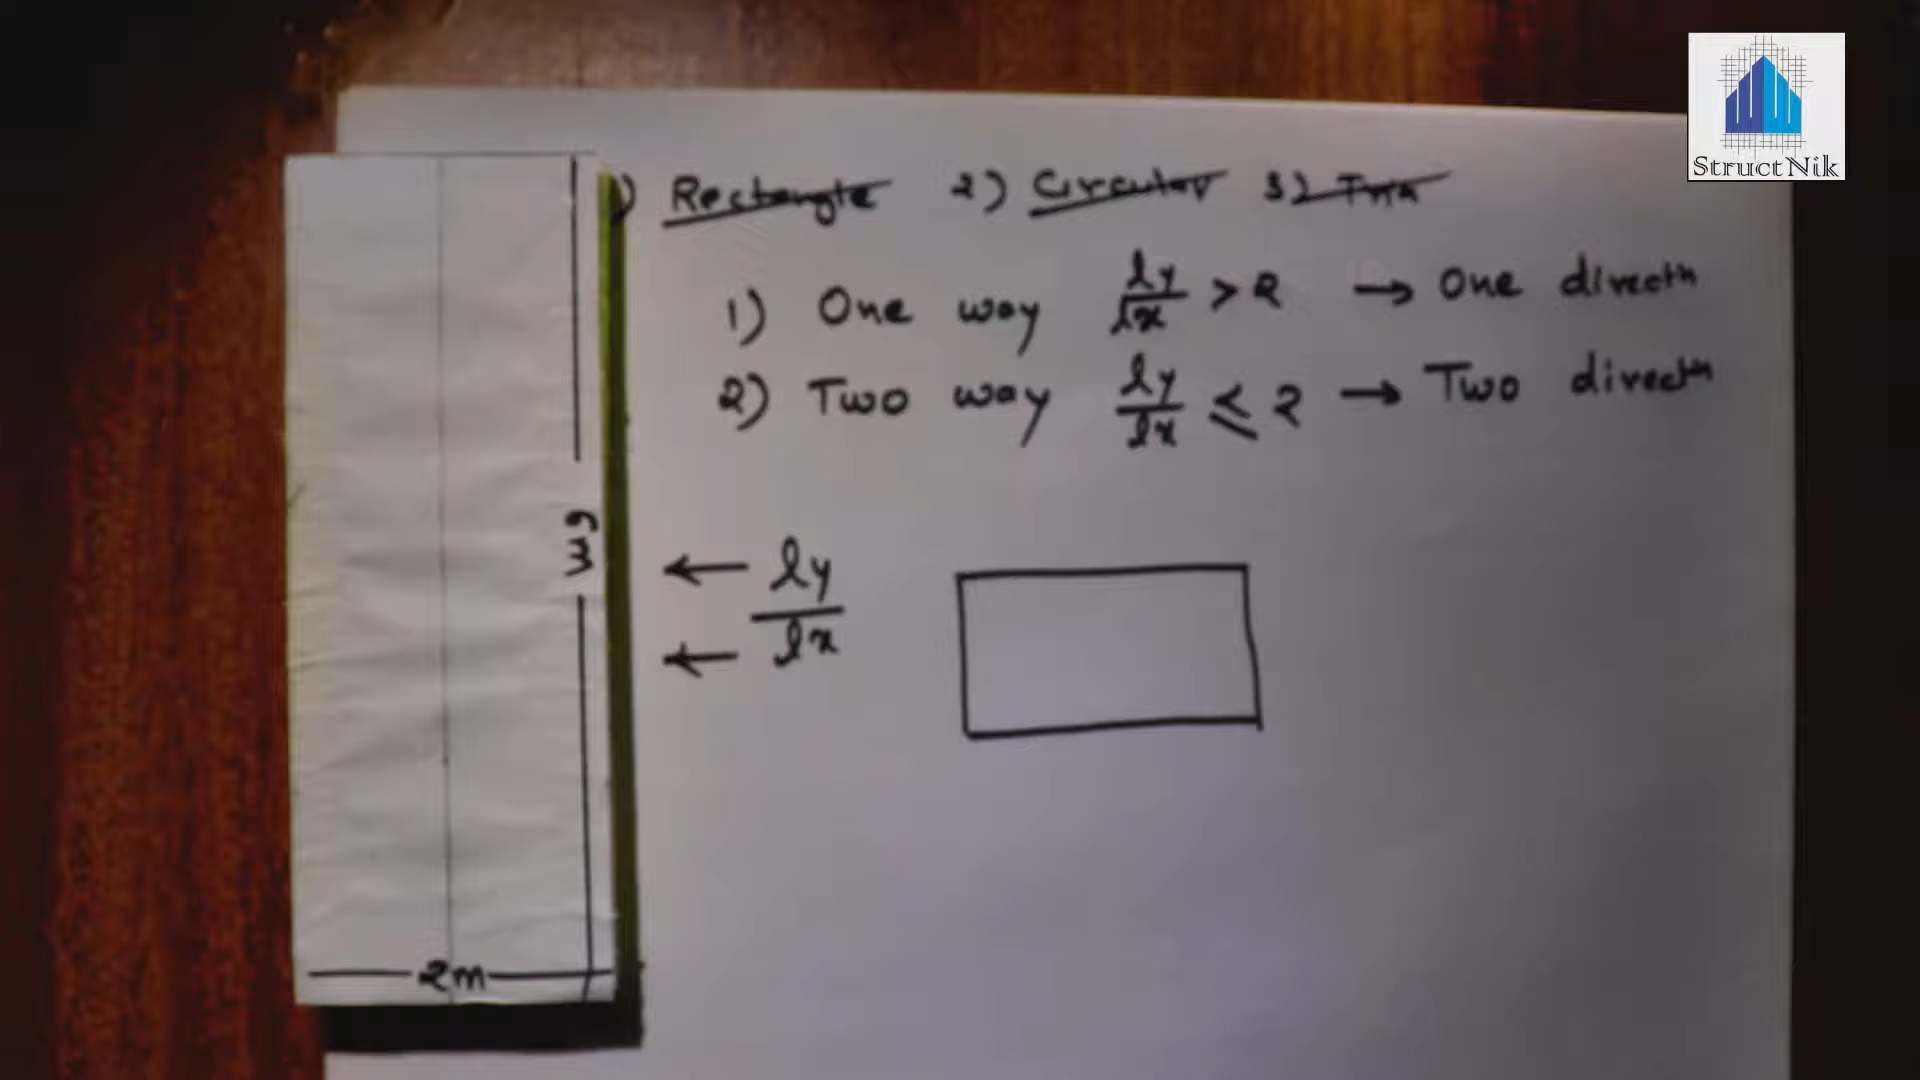 1) Rectangle 2) Circular 3) Tria
1) One way ly/lx > 2 → One directn
2) Two way ly/lx ≤ 2 → Two directn
6m
← ly
← lx
2m
StructNik